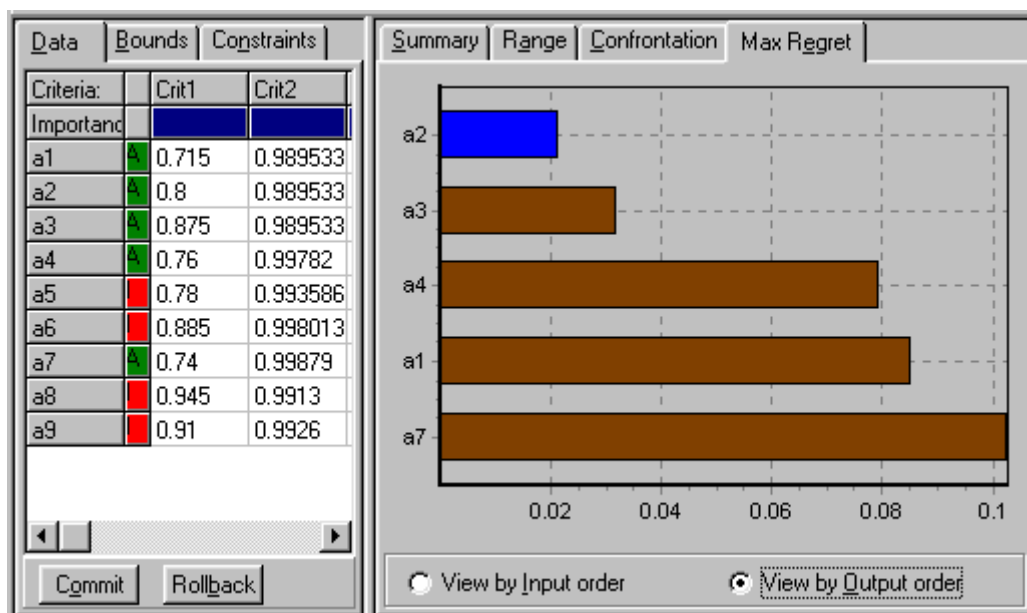 Data Bounds Constraints
Criteria: Crit1 Crit2
Importanc
a1 A 0.715 0.989533
a2 A 0.8 0.989533
a3 A 0.875 0.989533
a4 A 0.76 0.99782
a5 0.78 0.993586
a6 0.885 0.998013
a7 A 0.74 0.99879
a8 0.945 0.9913
a9 0.91 0.9926
Commit Rollback
Summary Range Confrontation Max Regret
a2
a3
a4
a1
a7
0.02 0.04 0.06 0.08 0.1
View by Input order View by Output order